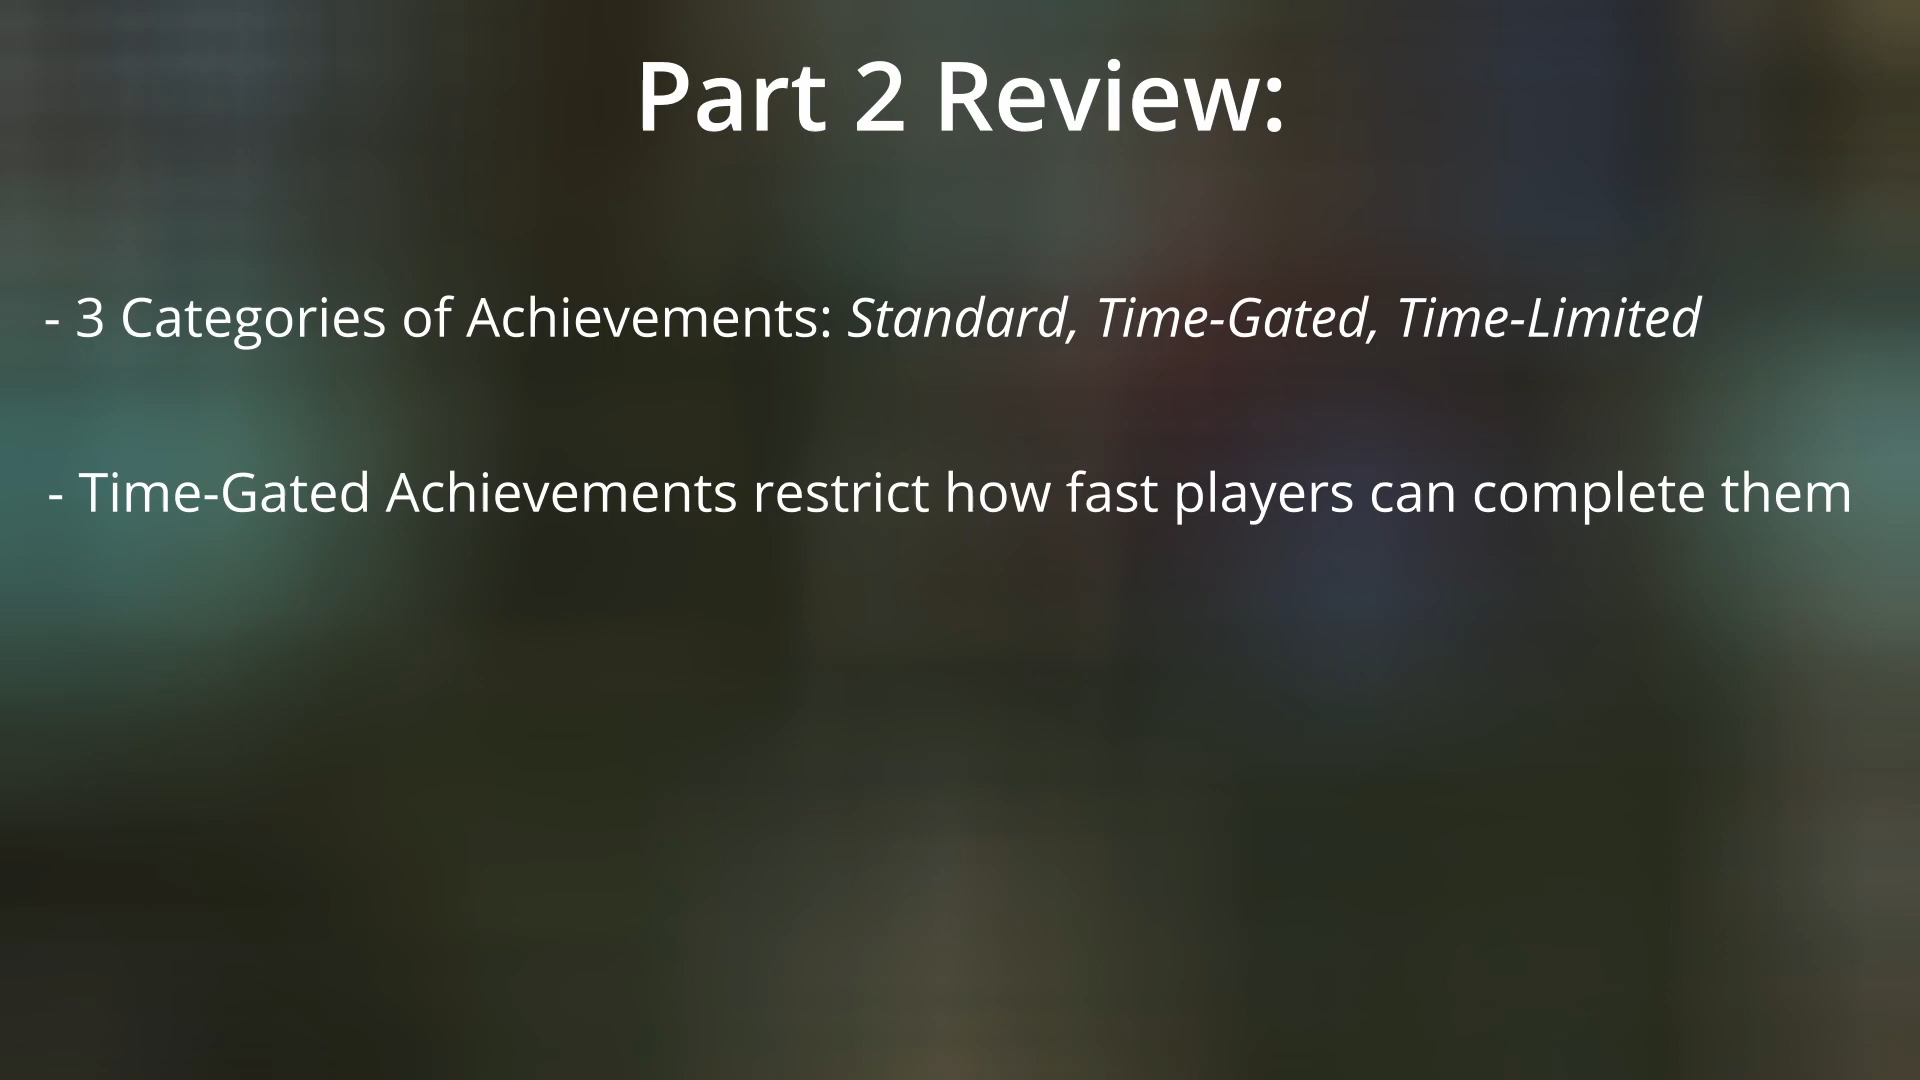 Part 2 Review:
- 3 Categories of Achievements: Standard, Time-Gated, Time-Limited
- Time-Gated Achievements restrict how fast players can complete them